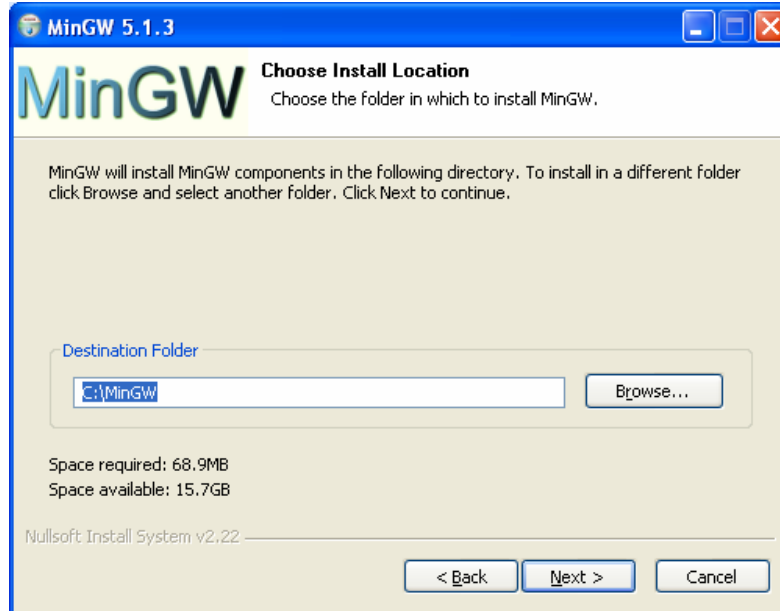 MinGW 5.1.3
MinGW
Choose Install Location
Choose the folder in which to install MinGW.
MinGW will install MinGW components in the following directory. To install in a different folder
click Browse and select another folder. Click Next to continue.
Destination Folder
C:\MinGW
Browse...
Space required: 68.9MB
Space available: 15.7GB
Nullsoft Install System v2.22
< Back
Next >
Cancel